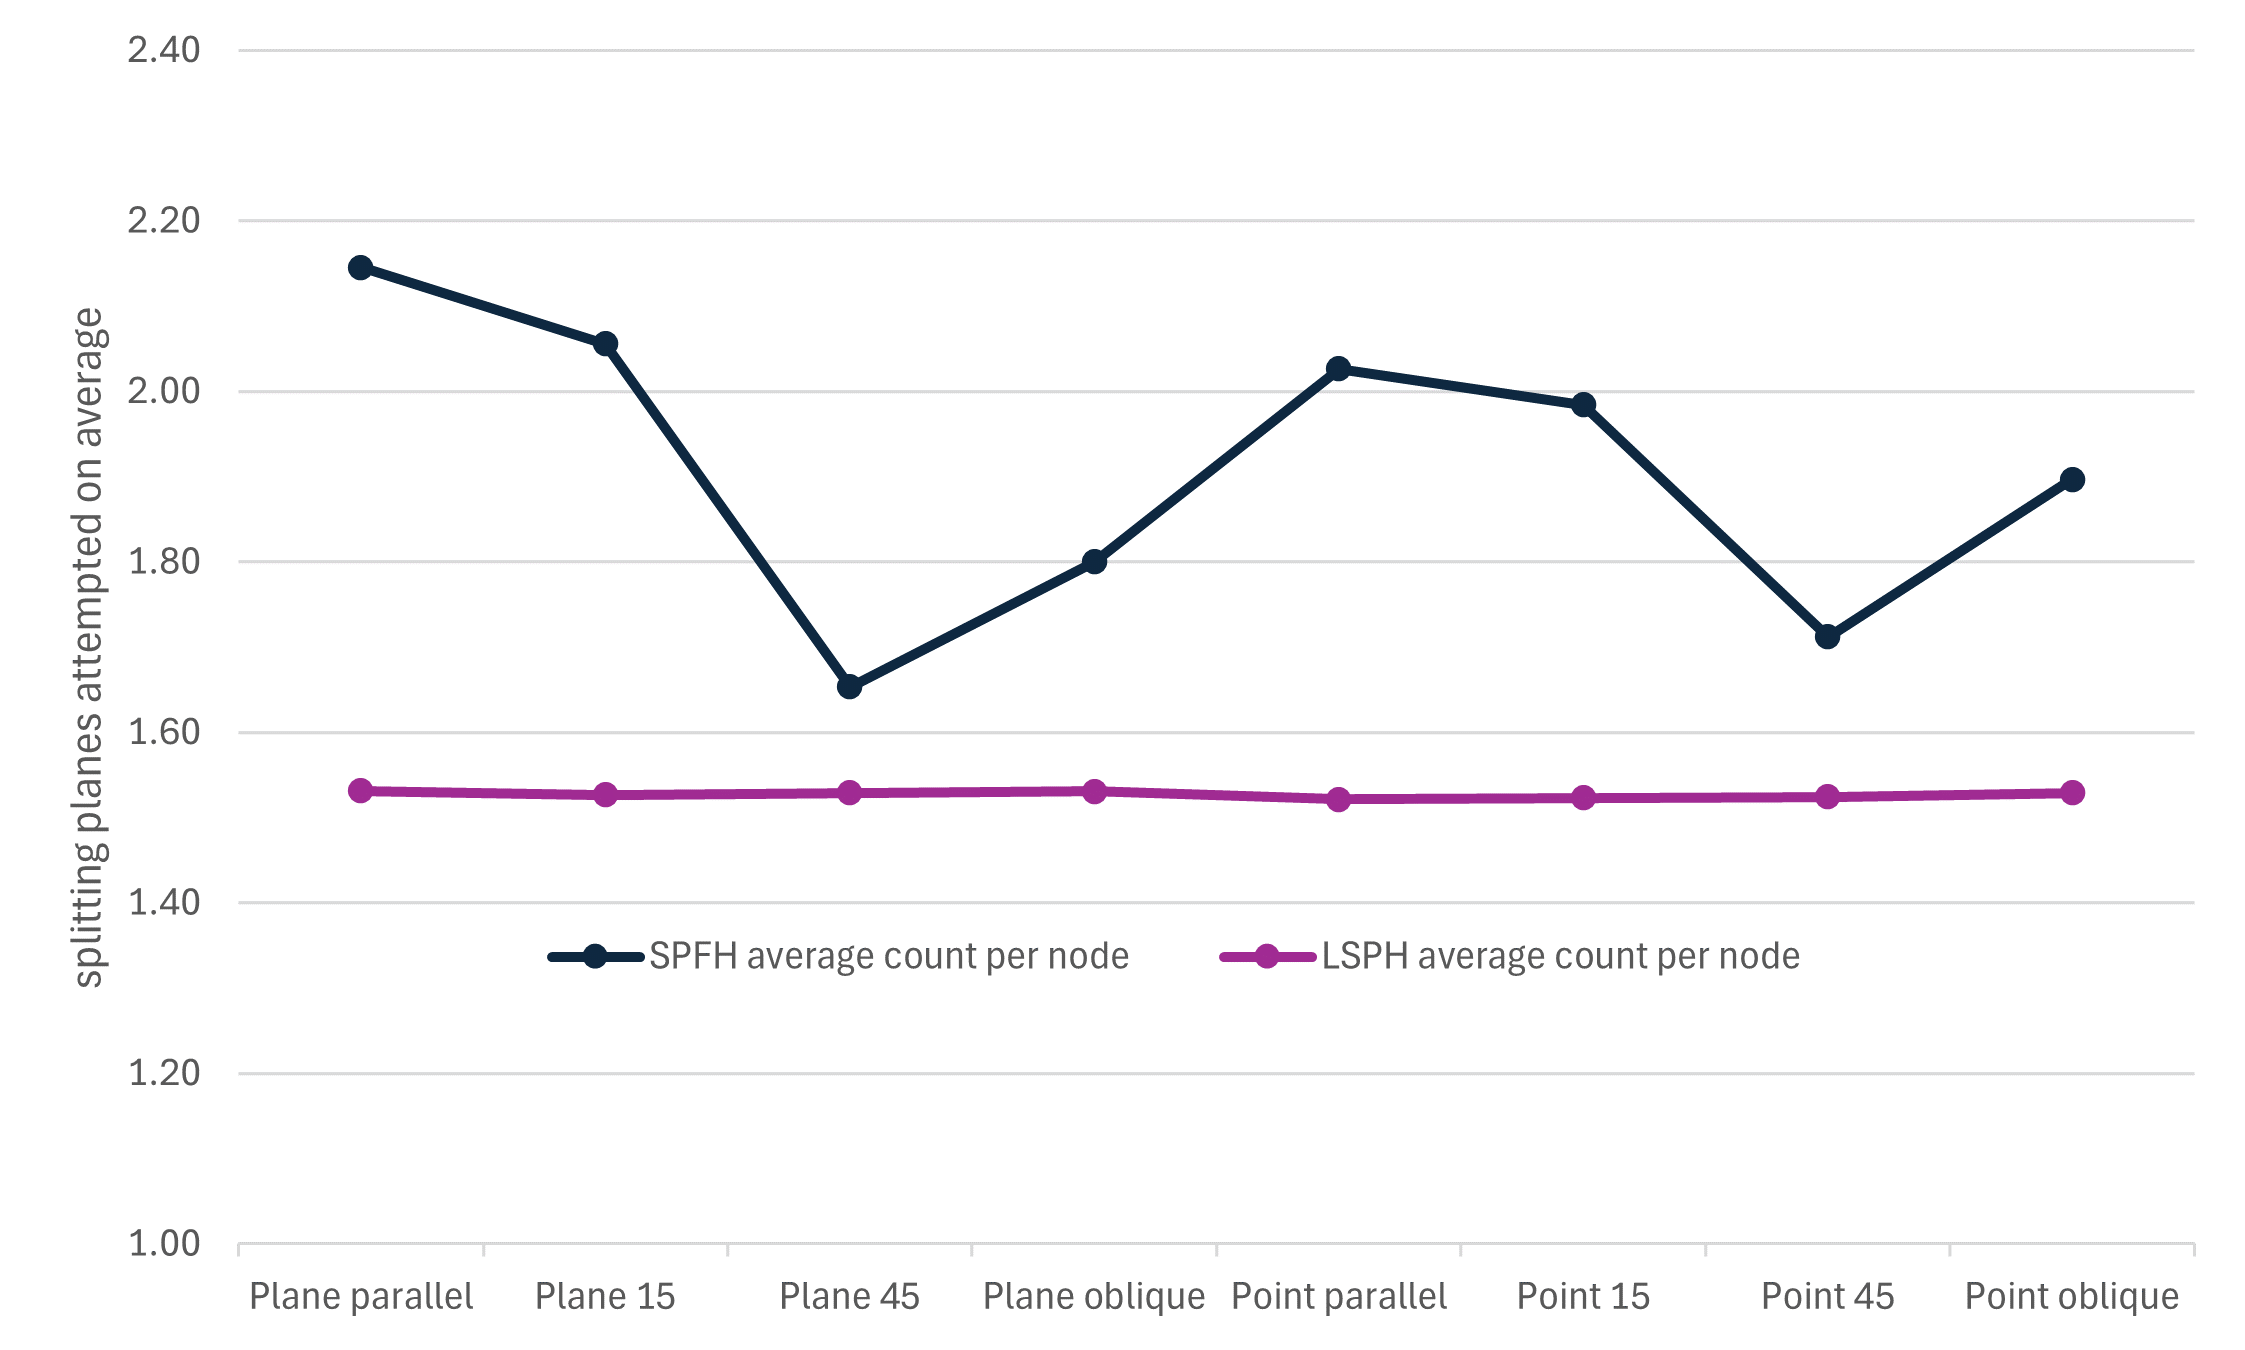 2.40
2.20
2.00
1.80
1.60
1.40
1.20
1.00
splitting planes attempted on average
SPFH average count per node
LSPH average count per node
Plane parallel
Plane 15
Plane 45
Plane oblique
Point parallel
Point 15
Point 45
Point oblique